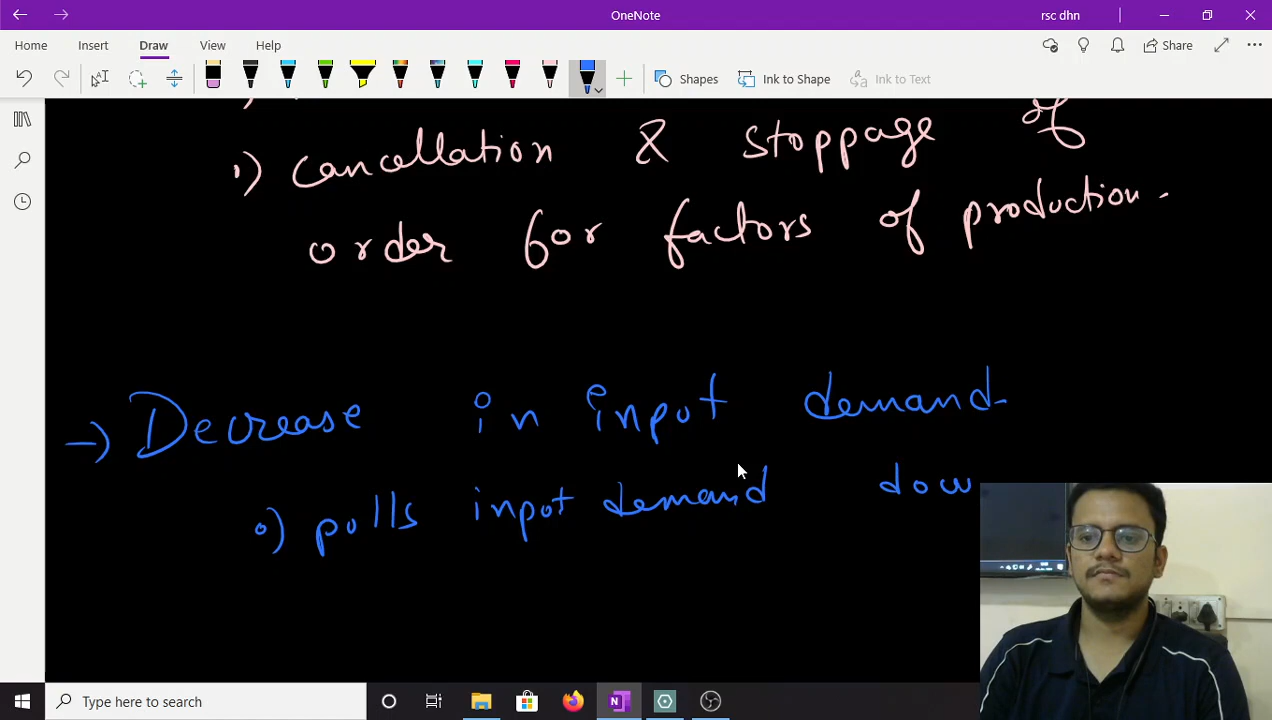 OneNote
rsc dhn
Home Insert Draw View Help
Share
Shapes Ink to Shape Ink to Text
cancellation & stoppage of
order for factors of production.
→) Decrease in input demand.
o) pulls input demand dow
Type here to search